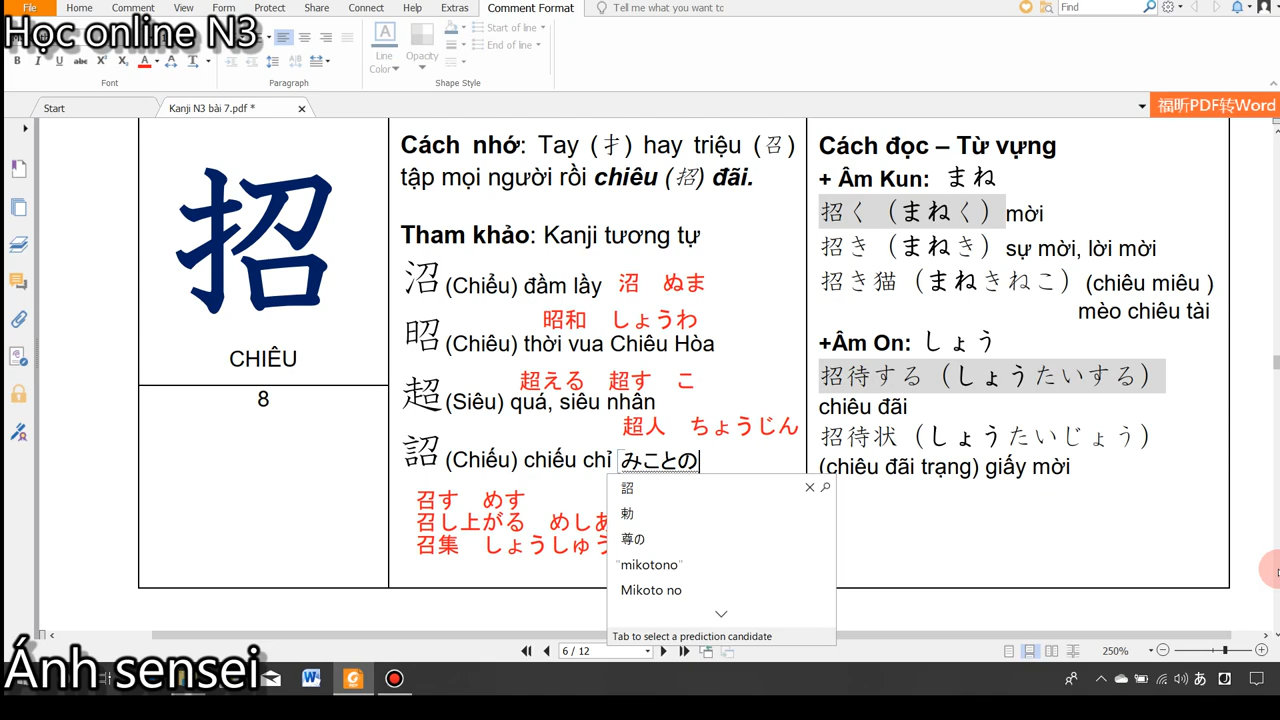 File Home Comment View Form Protect Share Connect Help Extras Comment Format Tell me what you want tc Find
Học online N3
Line Color
Opacity
Start of line
End of line
Font Paragraph Shape Style
Start
Kanji N3 bài 7.pdf *
福昕PDF转Word
招
CHIÊU
8
Cách nhớ: Tay (扌) hay triệu (召)
tập mọi người rồi chiêu (招) đãi.
Tham khảo: Kanji tương tự
沼 (Chiểu) đầm lầy 沼 ぬま
昭和 しょうわ
昭 (Chiêu) thời vua Chiêu Hòa
超える 超す こ
超 (Siêu) quá, siêu nhân
超人 ちょうじん
詔 (Chiếu) chiếu chỉ みことの
召す めす
召し上がる めしあ
召集 しょうしゅう
詔
勅
尊の
"mikotono"
Mikoto no
Tab to select a prediction candidate
Cách đọc – Từ vựng
+ Âm Kun: まね
招く（まねく）mời
招き（まねき）sự mời, lời mời
招き猫（まねきねこ）(chiêu miêu )
mèo chiêu tài
+Âm On: しょう
招待する（しょうたいする）
chiêu đãi
招待状（しょうたいじょう）
(chiêu đãi trạng) giấy mời
6 / 12
250%
Ánh sensei
あ